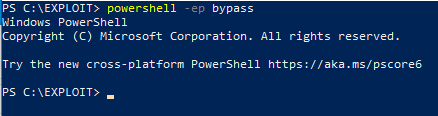 PS C:\EXPLOIT> powershell -ep bypass
Windows PowerShell
Copyright (C) Microsoft Corporation. All rights reserved.
Try the new cross-platform PowerShell https://aka.ms/pscore6
PS C:\EXPLOIT> _